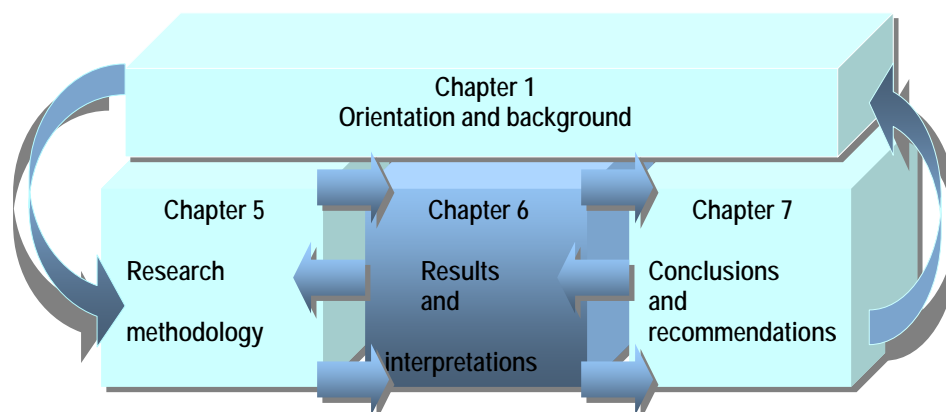 Chapter 1
Orientation and background
Chapter 5
Research
methodology
Chapter 6
Results
and
interpretations
Chapter 7
Conclusions
and
recommendations